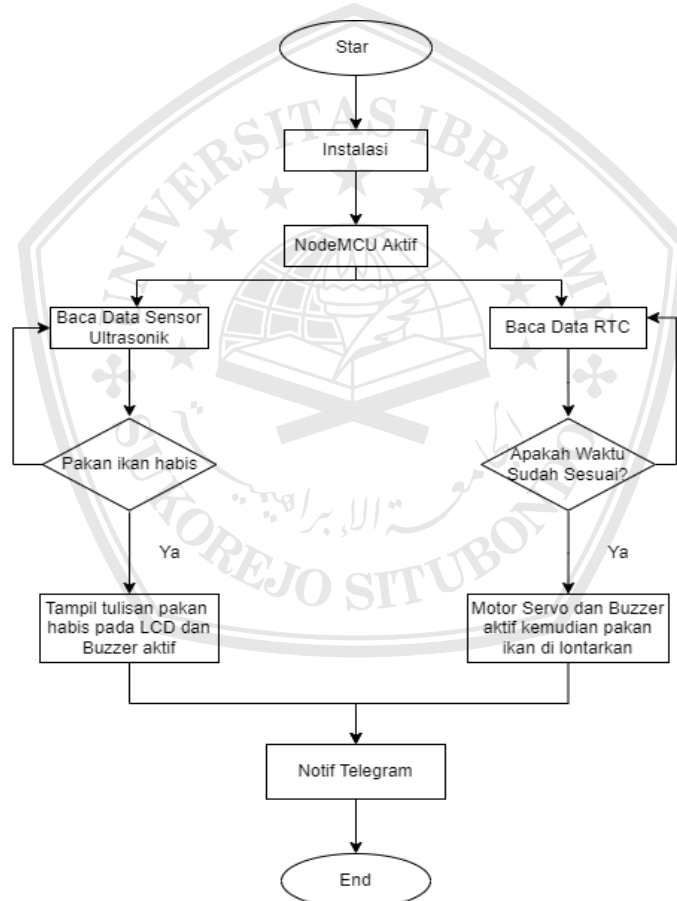 Star
Instalasi
NodeMCU Aktif
Baca Data Sensor
Ultrasonik
Baca Data RTC
Pakan ikan habis
Apakah Waktu
Sudah Sesuai?
Ya
Ya
Tampil tulisan pakan
habis pada LCD dan
Buzzer aktif
Motor Servo dan Buzzer
aktif kemudian pakan
ikan di lontarkan
Notif Telegram
End
UNIVERSITAS IBRAHIMY
SUKOREJO SITUBONDO